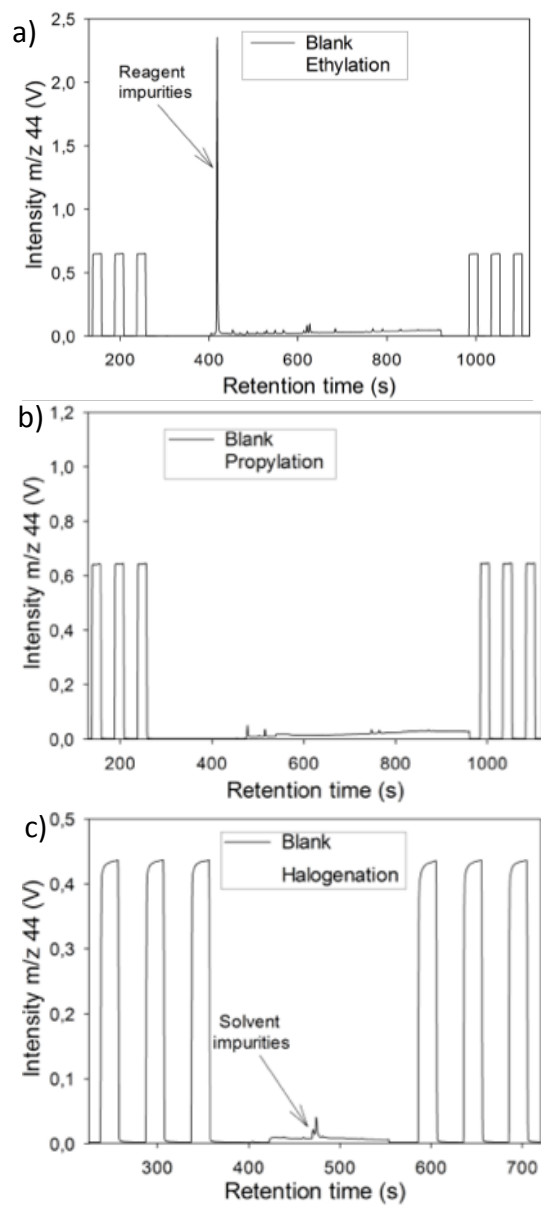 a)
2,5
2,0
1,5
1,0
0,5
0,0
Intensity m/z 44 (V)
Blank
Ethylation
Reagent
impurities
200 400 600 800 1000
Retention time (s)
b)
1,2
1,0
0,8
0,6
0,4
0,2
0,0
Intensity m/z 44 (V)
Blank
Propylation
200 400 600 800 1000
Retention time (s)
c)
0,5
0,4
0,3
0,2
0,1
0,0
Intensity m/z 44 (V)
Blank
Halogenation
Solvent
impurities
300 400 500 600 700
Retention time (s)